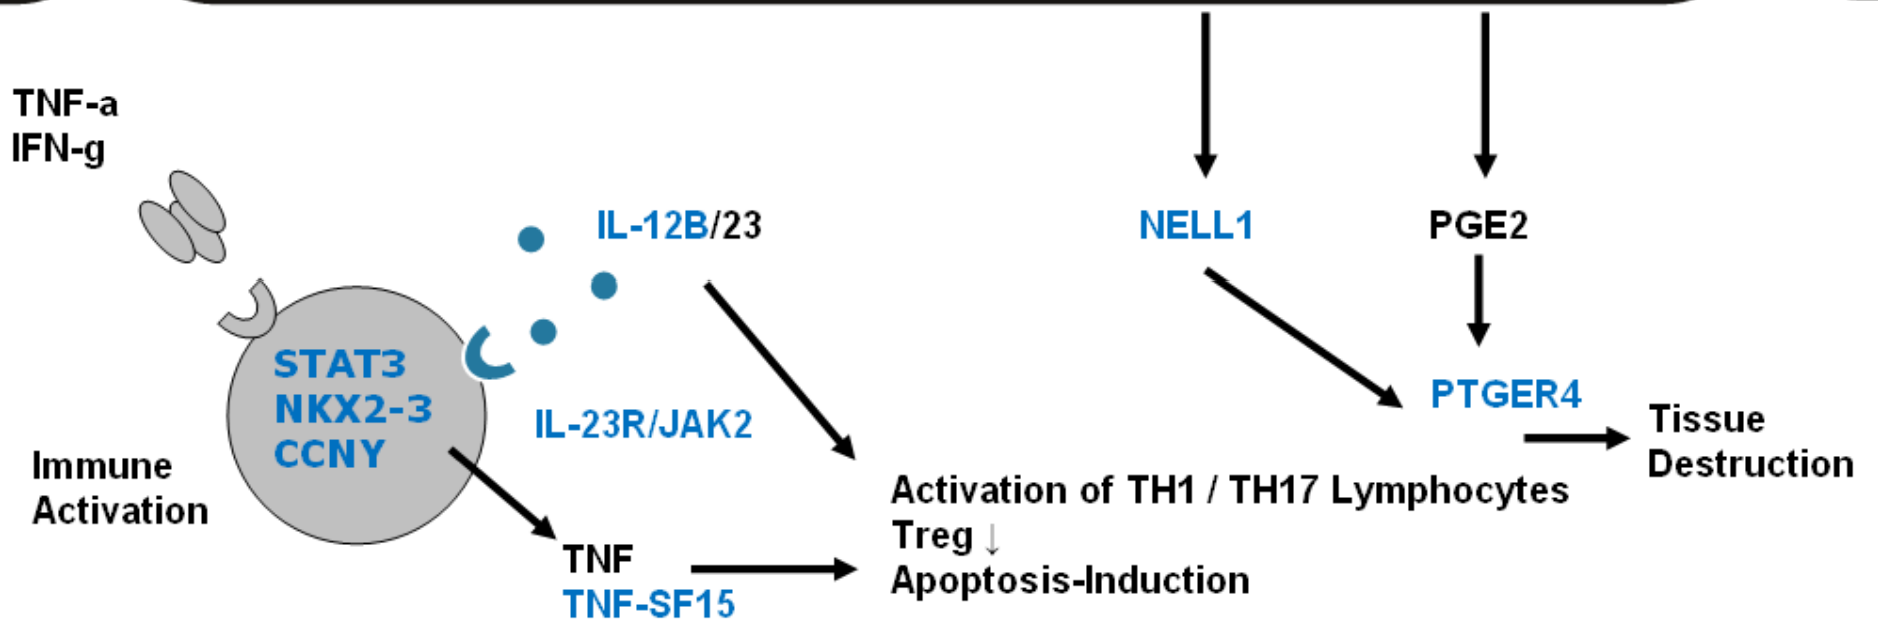 TNF-a
IFN-g
IL-12B/23
NELL1
PGE2
STAT3
NKX2-3
CCNY
IL-23R/JAK2
PTGER4
Tissue
Destruction
Immune
Activation
Activation of TH1 / TH17 Lymphocytes
Treg ↓
Apoptosis-Induction
TNF
TNF-SF15